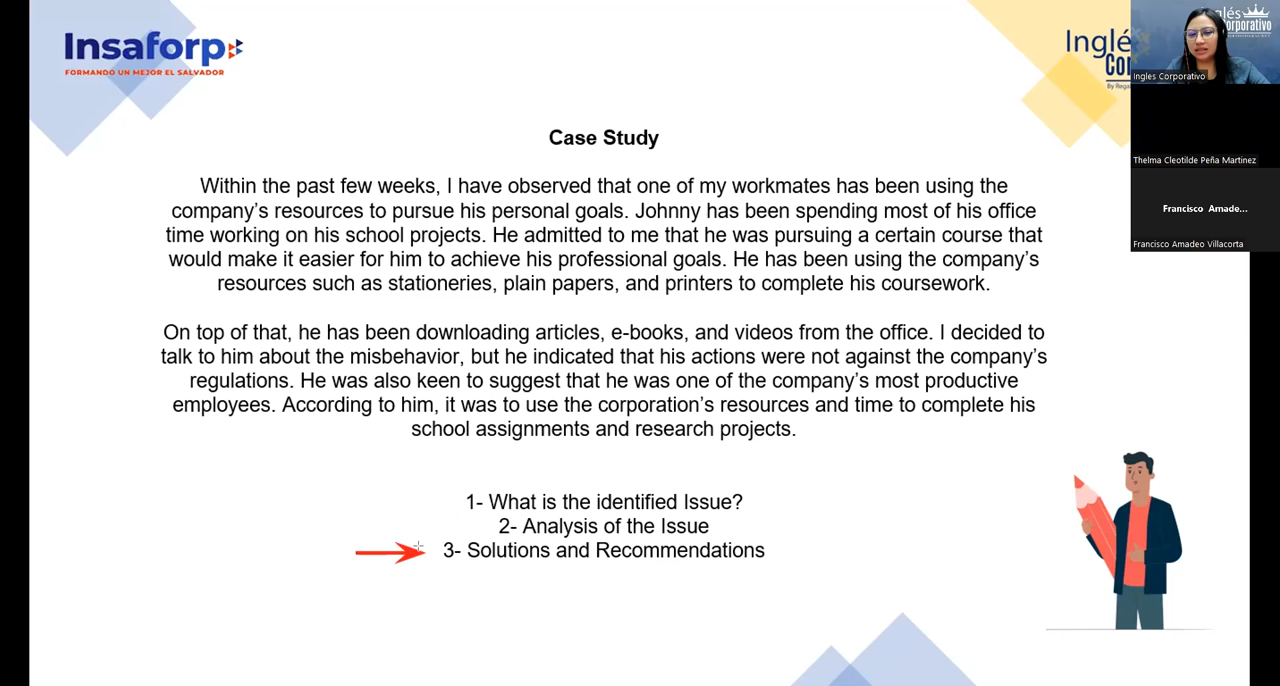 Insaforp
FORMANDO UN MEJOR EL SALVADOR
Inglé
Cor
By Rega
Inglés Corporativo
Thelma Cleotilde Peña Martinez
Francisco Amade...
Francisco Amadeo Villacorta
Case Study
Within the past few weeks, I have observed that one of my workmates has been using the
company’s resources to pursue his personal goals. Johnny has been spending most of his office
time working on his school projects. He admitted to me that he was pursuing a certain course that
would make it easier for him to achieve his professional goals. He has been using the company’s
resources such as stationeries, plain papers, and printers to complete his coursework.
On top of that, he has been downloading articles, e-books, and videos from the office. I decided to
talk to him about the misbehavior, but he indicated that his actions were not against the company’s
regulations. He was also keen to suggest that he was one of the company’s most productive
employees. According to him, it was to use the corporation’s resources and time to complete his
school assignments and research projects.
1- What is the identified Issue?
2- Analysis of the Issue
3- Solutions and Recommendations